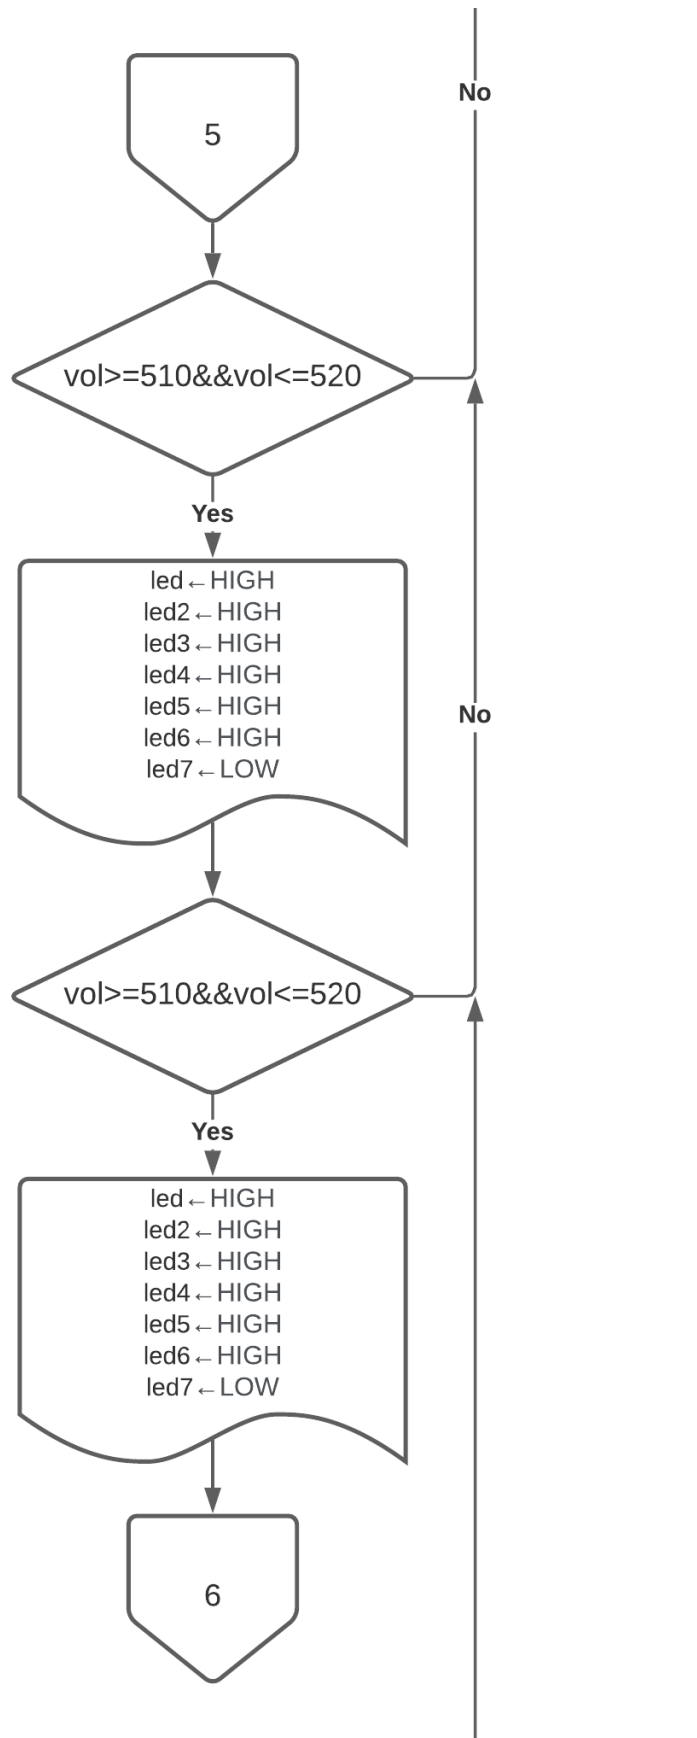 No
5
vol>=510&&vol<=520
Yes
led←HIGH
led2←HIGH
led3←HIGH
led4←HIGH
led5←HIGH
led6←HIGH
led7←LOW
No
vol>=510&&vol<=520
Yes
led←HIGH
led2←HIGH
led3←HIGH
led4←HIGH
led5←HIGH
led6←HIGH
led7←LOW
6